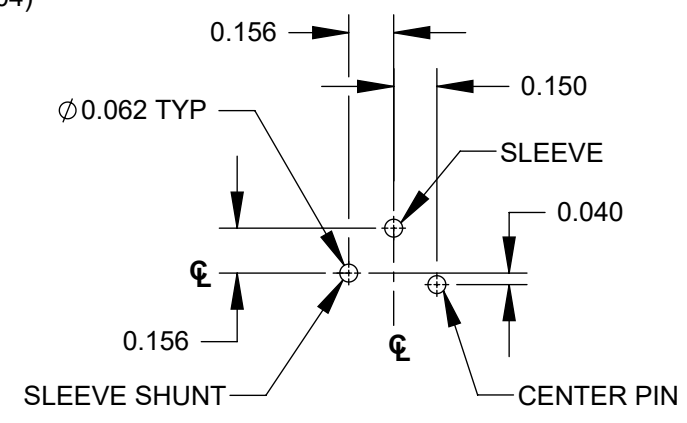 0.156
0.150
⌀0.062 TYP
SLEEVE
0.040
℄
0.156
℄
SLEEVE SHUNT
CENTER PIN